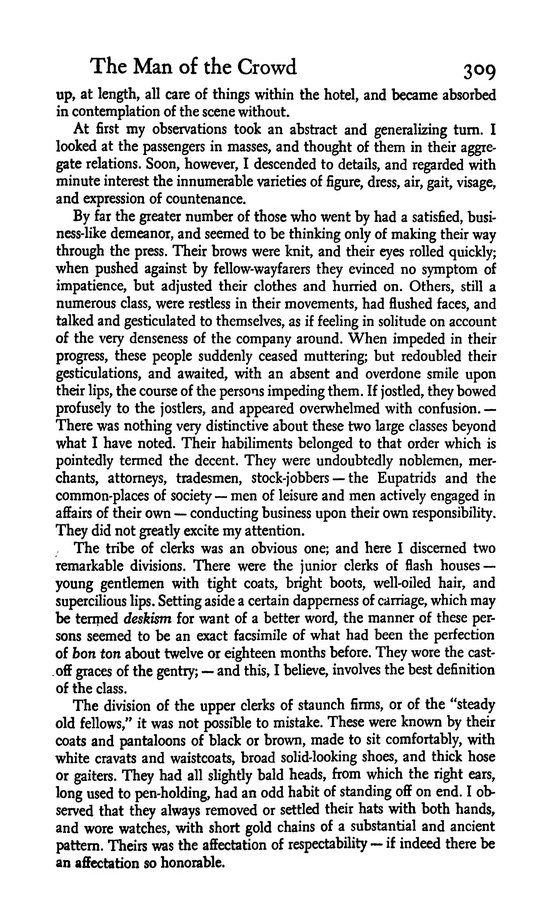 The Man of the Crowd 309
up, at length, all care of things within the hotel, and became absorbed
in contemplation of the scene without.
At first my observations took an abstract and generalizing turn. I
looked at the passengers in masses, and thought of them in their aggre-
gate relations. Soon, however, I descended to details, and regarded with
minute interest the innumerable varieties of figure, dress, air, gait, visage,
and expression of countenance.
By far the greater number of those who went by had a satisfied, busi-
ness-like demeanor, and seemed to be thinking only of making their way
through the press. Their brows were knit, and their eyes rolled quickly;
when pushed against by fellow-wayfarers they evinced no symptom of
impatience, but adjusted their clothes and hurried on. Others, still a
numerous class, were restless in their movements, had flushed faces, and
talked and gesticulated to themselves, as if feeling in solitude on account
of the very denseness of the company around. When impeded in their
progress, these people suddenly ceased muttering; but redoubled their
gesticulations, and awaited, with an absent and overdone smile upon
their lips, the course of the persons impeding them. If jostled, they bowed
profusely to the jostlers, and appeared overwhelmed with confusion. —
There was nothing very distinctive about these two large classes beyond
what I have noted. Their habiliments belonged to that order which is
pointedly termed the decent. They were undoubtedly noblemen, mer-
chants, attorneys, tradesmen, stock-jobbers — the Eupatrids and the
common-places of society — men of leisure and men actively engaged in
affairs of their own — conducting business upon their own responsibility.
They did not greatly excite my attention.
The tribe of clerks was an obvious one; and here I discerned two
remarkable divisions. There were the junior clerks of flash houses —
young gentlemen with tight coats, bright boots, well-oiled hair, and
supercilious lips. Setting aside a certain dapperness of carriage, which may
be termed deskism for want of a better word, the manner of these per-
sons seemed to be an exact facsimile of what had been the perfection
of bon ton about twelve or eighteen months before. They wore the cast-
off graces of the gentry; — and this, I believe, involves the best definition
of the class.
The division of the upper clerks of staunch firms, or of the "steady
old fellows," it was not possible to mistake. These were known by their
coats and pantaloons of black or brown, made to sit comfortably, with
white cravats and waistcoats, broad solid-looking shoes, and thick hose
or gaiters. They had all slightly bald heads, from which the right ears,
long used to pen-holding, had an odd habit of standing off on end. I ob-
served that they always removed or settled their hats with both hands,
and wore watches, with short gold chains of a substantial and ancient
pattern. Theirs was the affectation of respectability — if indeed there be
an affectation so honorable.